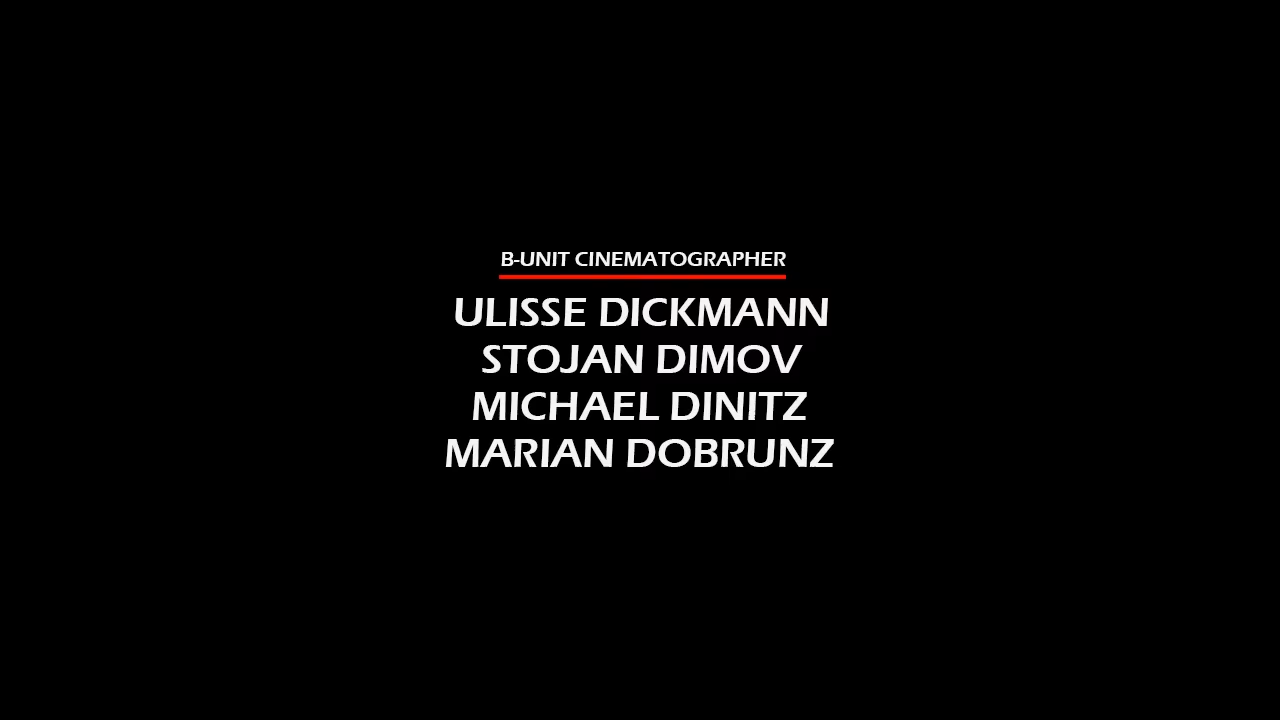 B-UNIT CINEMATOGRAPHER
ULISSE DICKMANN
STOJAN DIMOV
MICHAEL DINITZ
MARIAN DOBRUNZ